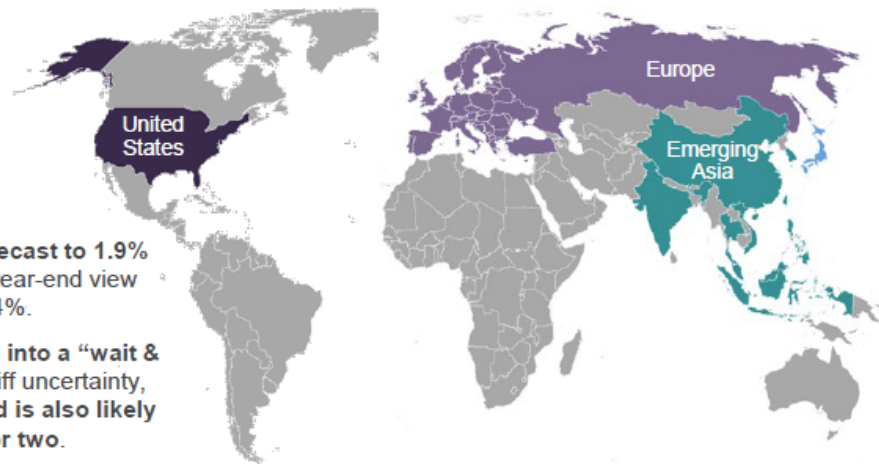 United
States
Europe
Emerging
Asia
ecast to 1.9%
ear-end view
4%.
into a “wait &
iff uncertainty,
d is also likely
r two.